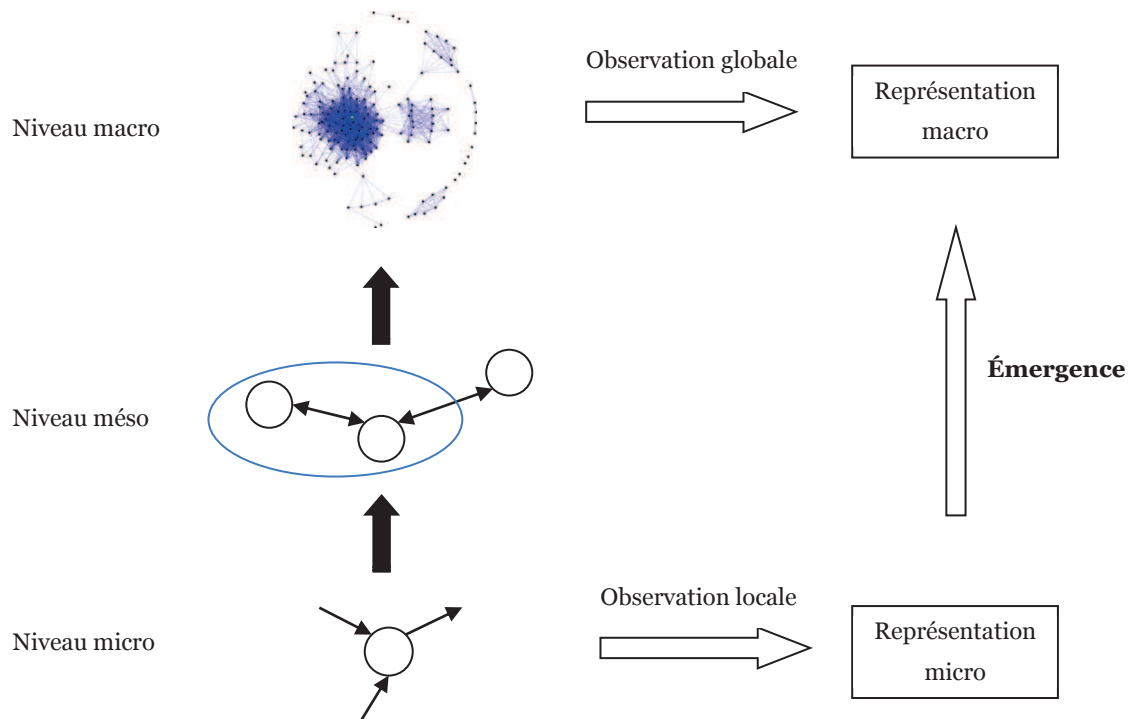 Observation globale
Représentation
macro
Niveau macro
Émergence
Niveau méso
Observation locale
Représentation
micro
Niveau micro